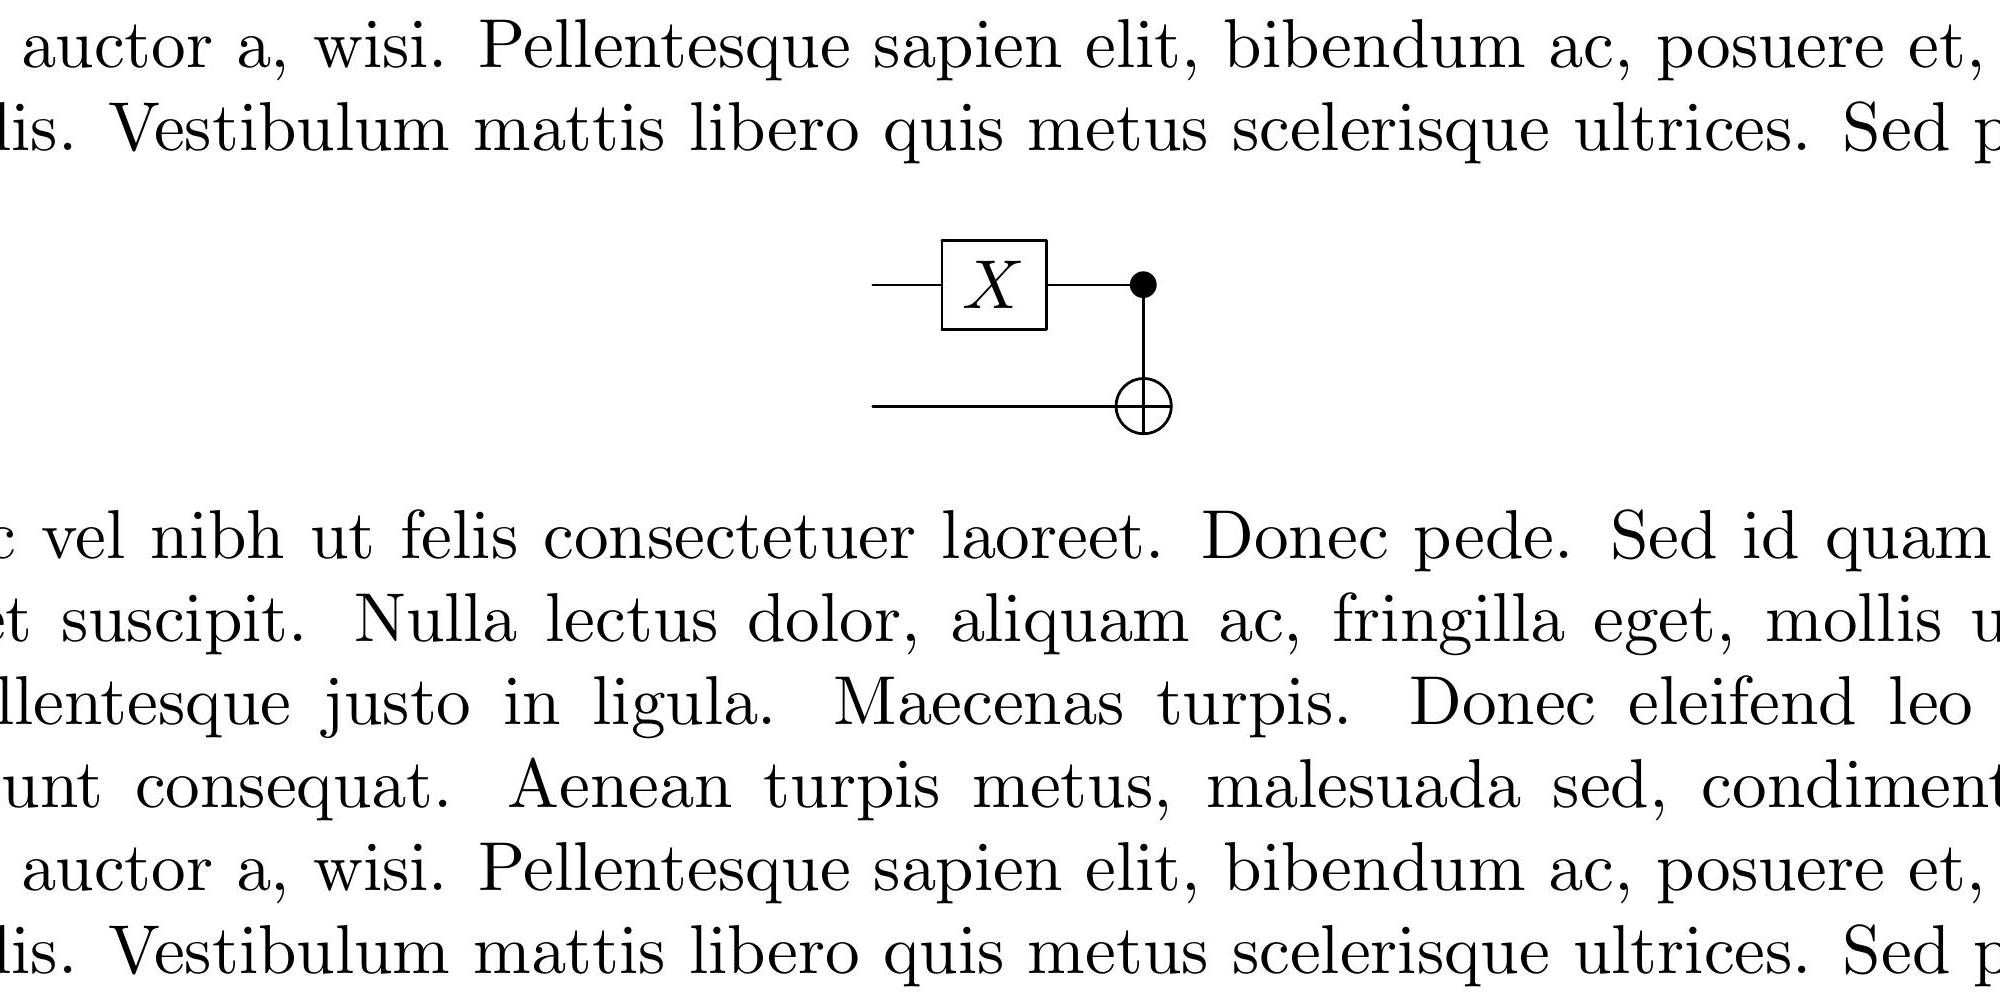 auctor a, wisi. Pellentesque sapien elit, bibendum ac, posuere et,
lis. Vestibulum mattis libero quis metus scelerisque ultrices. Sed p
X
c vel nibh ut felis consectetuer laoreet. Donec pede. Sed id quam
et suscipit. Nulla lectus dolor, aliquam ac, fringilla eget, mollis u
llentesque justo in ligula. Maecenas turpis. Donec eleifend leo
unt consequat. Aenean turpis metus, malesuada sed, condiment
auctor a, wisi. Pellentesque sapien elit, bibendum ac, posuere et,
lis. Vestibulum mattis libero quis metus scelerisque ultrices. Sed p